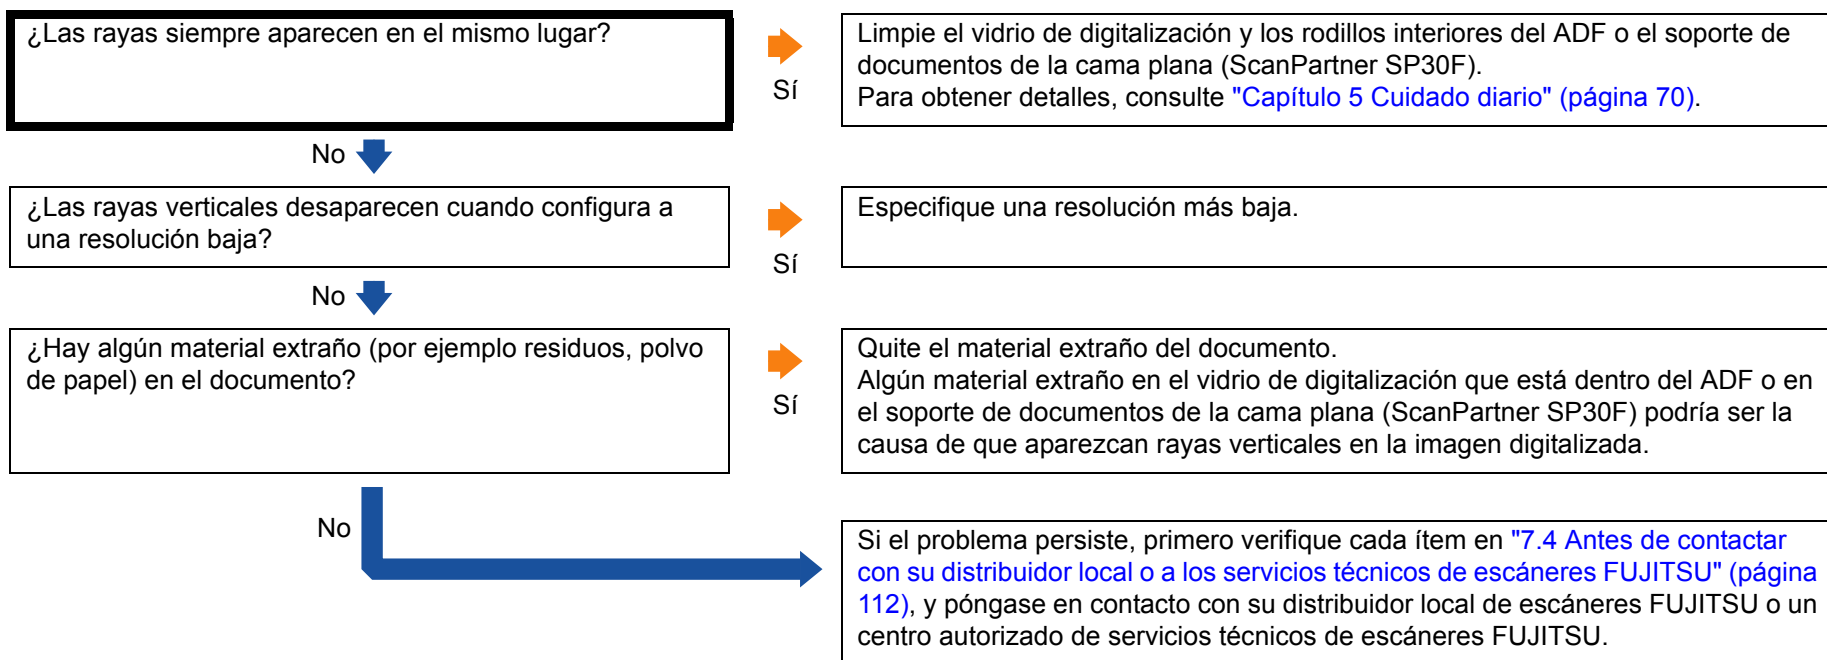 ¿Las rayas siempre aparecen en el mismo lugar?
Sí
Limpie el vidrio de digitalización y los rodillos interiores del ADF o el soporte de
documentos de la cama plana (ScanPartner SP30F).
Para obtener detalles, consulte "Capítulo 5 Cuidado diario" (página 70).
No
¿Las rayas verticales desaparecen cuando configura a
una resolución baja?
Sí
Especifique una resolución más baja.
No
¿Hay algún material extraño (por ejemplo residuos, polvo
de papel) en el documento?
Sí
Quite el material extraño del documento.
Algún material extraño en el vidrio de digitalización que está dentro del ADF o en
el soporte de documentos de la cama plana (ScanPartner SP30F) podría ser la
causa de que aparezcan rayas verticales en la imagen digitalizada.
No
Si el problema persiste, primero verifique cada ítem en "7.4 Antes de contactar
con su distribuidor local o a los servicios técnicos de escáneres FUJITSU" (página
112), y póngase en contacto con su distribuidor local de escáneres FUJITSU o un
centro autorizado de servicios técnicos de escáneres FUJITSU.